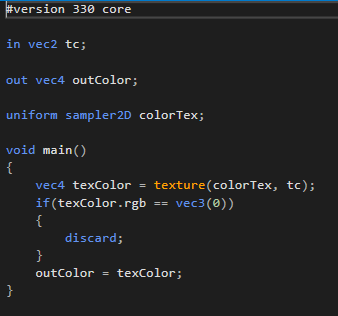 #version 330 core
in vec2 tc;
out vec4 outColor;
uniform sampler2D colorTex;
void main()
{
    vec4 texColor = texture(colorTex, tc);
    if(texColor.rgb == vec3(0))
    {
        discard;
    }
    outColor = texColor;
}